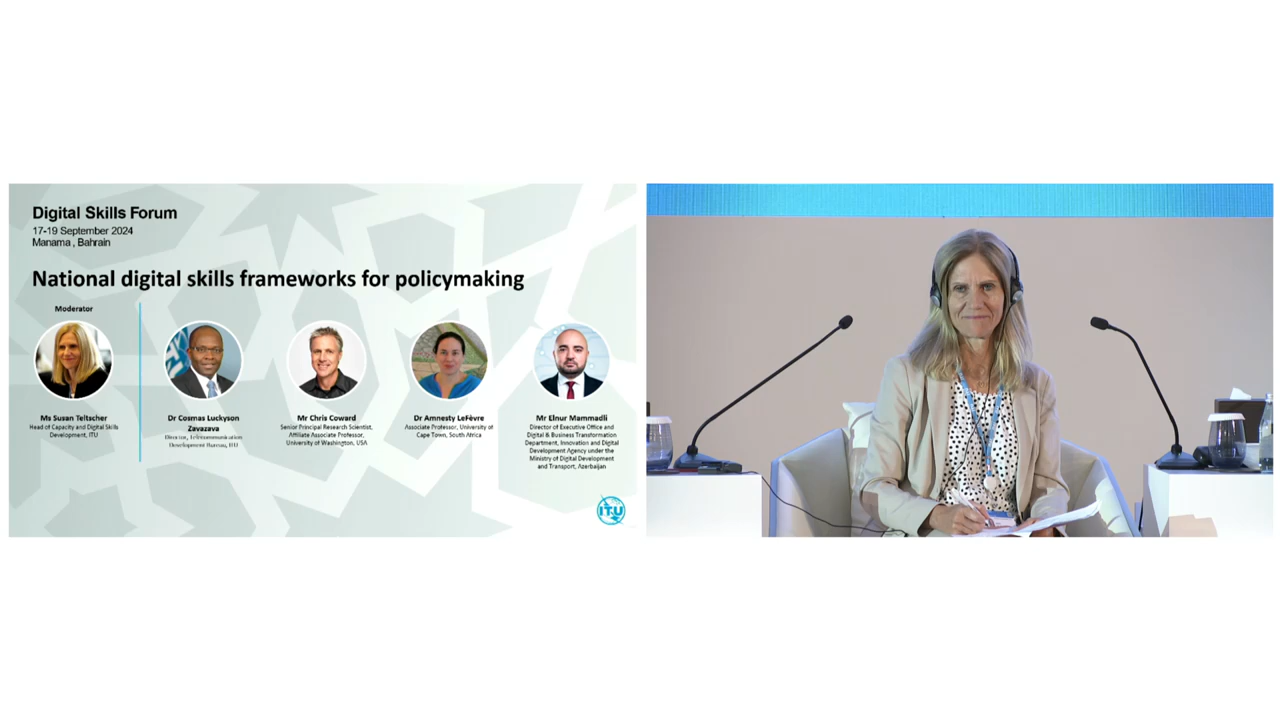 Digital Skills Forum
17-19 September 2024
Manama , Bahrain
National digital skills frameworks for policymaking
Moderator
Ms Susan Teltscher
Head of Capacity and Digital Skills
Development, ITU
Dr Cosmas Luckyson
Zavazava
Director, Telecommunication
Development Bureau, ITU
Mr Chris Coward
Senior Principal Research Scientist,
Affiliate Associate Professor,
University of Washington, USA
Dr Amnesty LeFèvre
Associate Professor, University of
Cape Town, South Africa
Mr Elnur Mammadli
Director of Executive Office and
Digital & Business Transformation
Department, Innovation and Digital
Development Agency under the
Ministry of Digital Development
and Transport, Azerbaijan
ITU